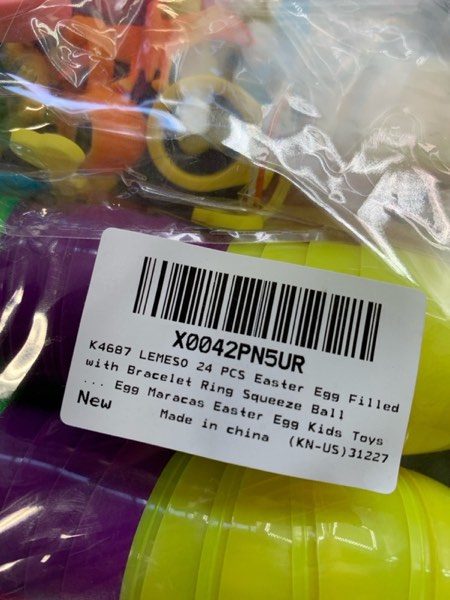 X0042PN5UR
K4687 LEMESO 24 PCS Easter Egg Filled
with Bracelet Ring Squeeze Ball
... Egg Maracas Easter Egg Kids Toys
New
Made in china (KN-US)31227